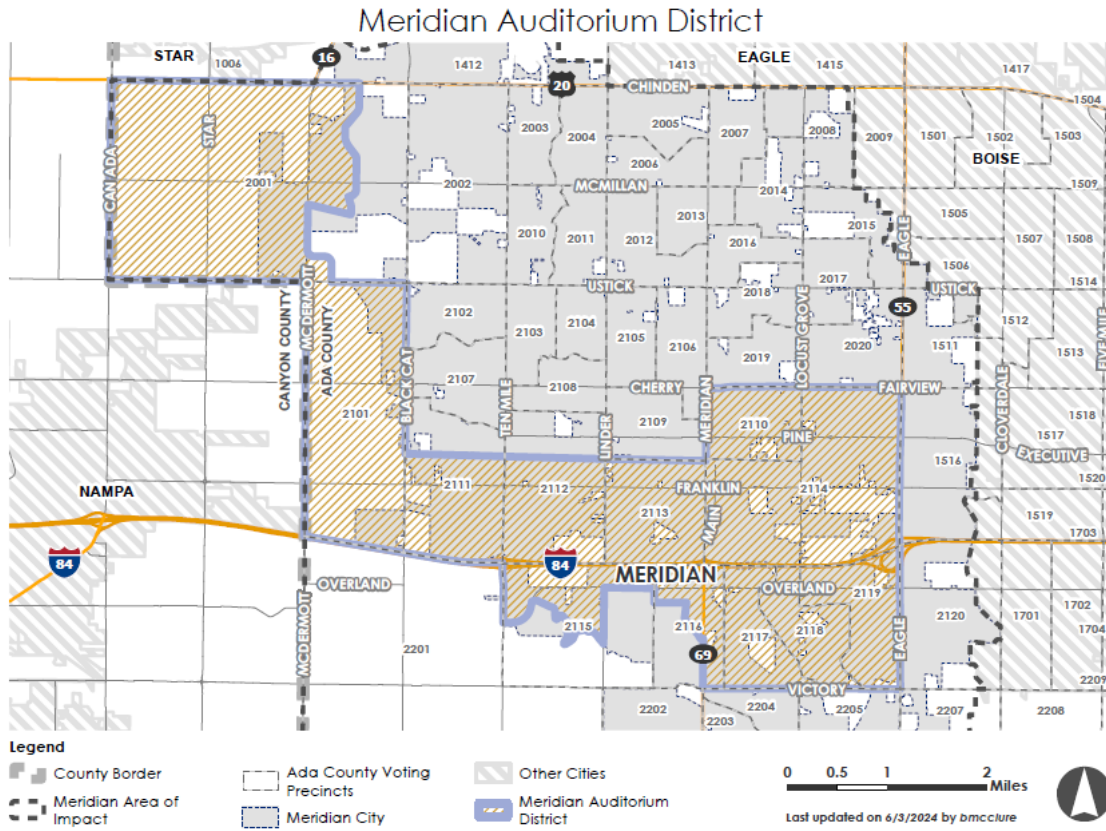 Meridian Auditorium District
STAR
EAGLE
16
1006
1412
1413
1415
1417
20
CHINDEN
1504
2003
2004
2005
2007
2008
2009
1501
1502
1503
STAR
CAN ADA
2006
BOISE
2001
2002
MCMILLAN
2014
1509
2010
2011
2012
2013
2015
1505
2016
EAGLE
1507
1508
1506
MCDERMOTT
USTICK
2018
2017
USTICK
1514
CANYON COUNTY
ADA COUNTY
LOCUST GROVE
55
2102
2103
2104
2105
2106
2019
2020
1511
1512
1513
FIVE MILE
BLACK CAT
2107
2108
CHERRY
FAIRVIEW
TEN MILE
LINDER
MERIDIAN
CLOVERDALE
2101
2109
2110
PINE
1518
1517
EXECUTIVE
1516
NAMPA
2111
2112
FRANKLIN
2114
1520
2113
MAIN
1519
1703
84
84
MERIDIAN
OVERLAND
OVERLAND
2119
MCDERMOTT
2115
2116
2117
2118
2120
1701
1702
1704
2201
69
EAGLE
2209
VICTORY
2202
2203
2204
2205
2207
2208
Legend
County Border
Meridian Area of
Impact
Ada County Voting
Precincts
Meridian City
Other Cities
Meridian Auditorium
District
0 0.5 1 2
Miles
Last updated on 6/3/2024 by bmcclure